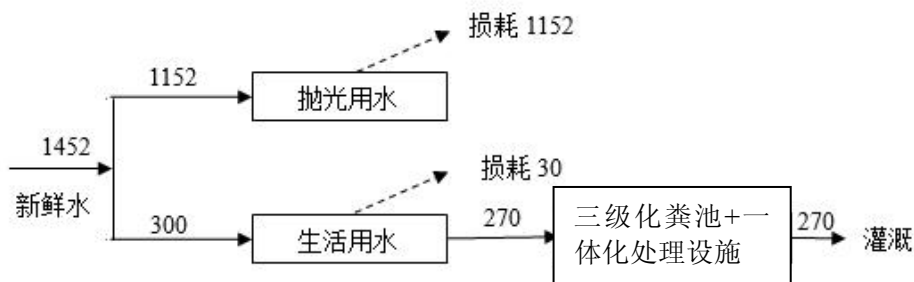 损耗 1152
1152
抛光用水
1452
新鲜水
损耗 30
300
生活用水
270
三级化粪池+一
体化处理设施
270
灌溉